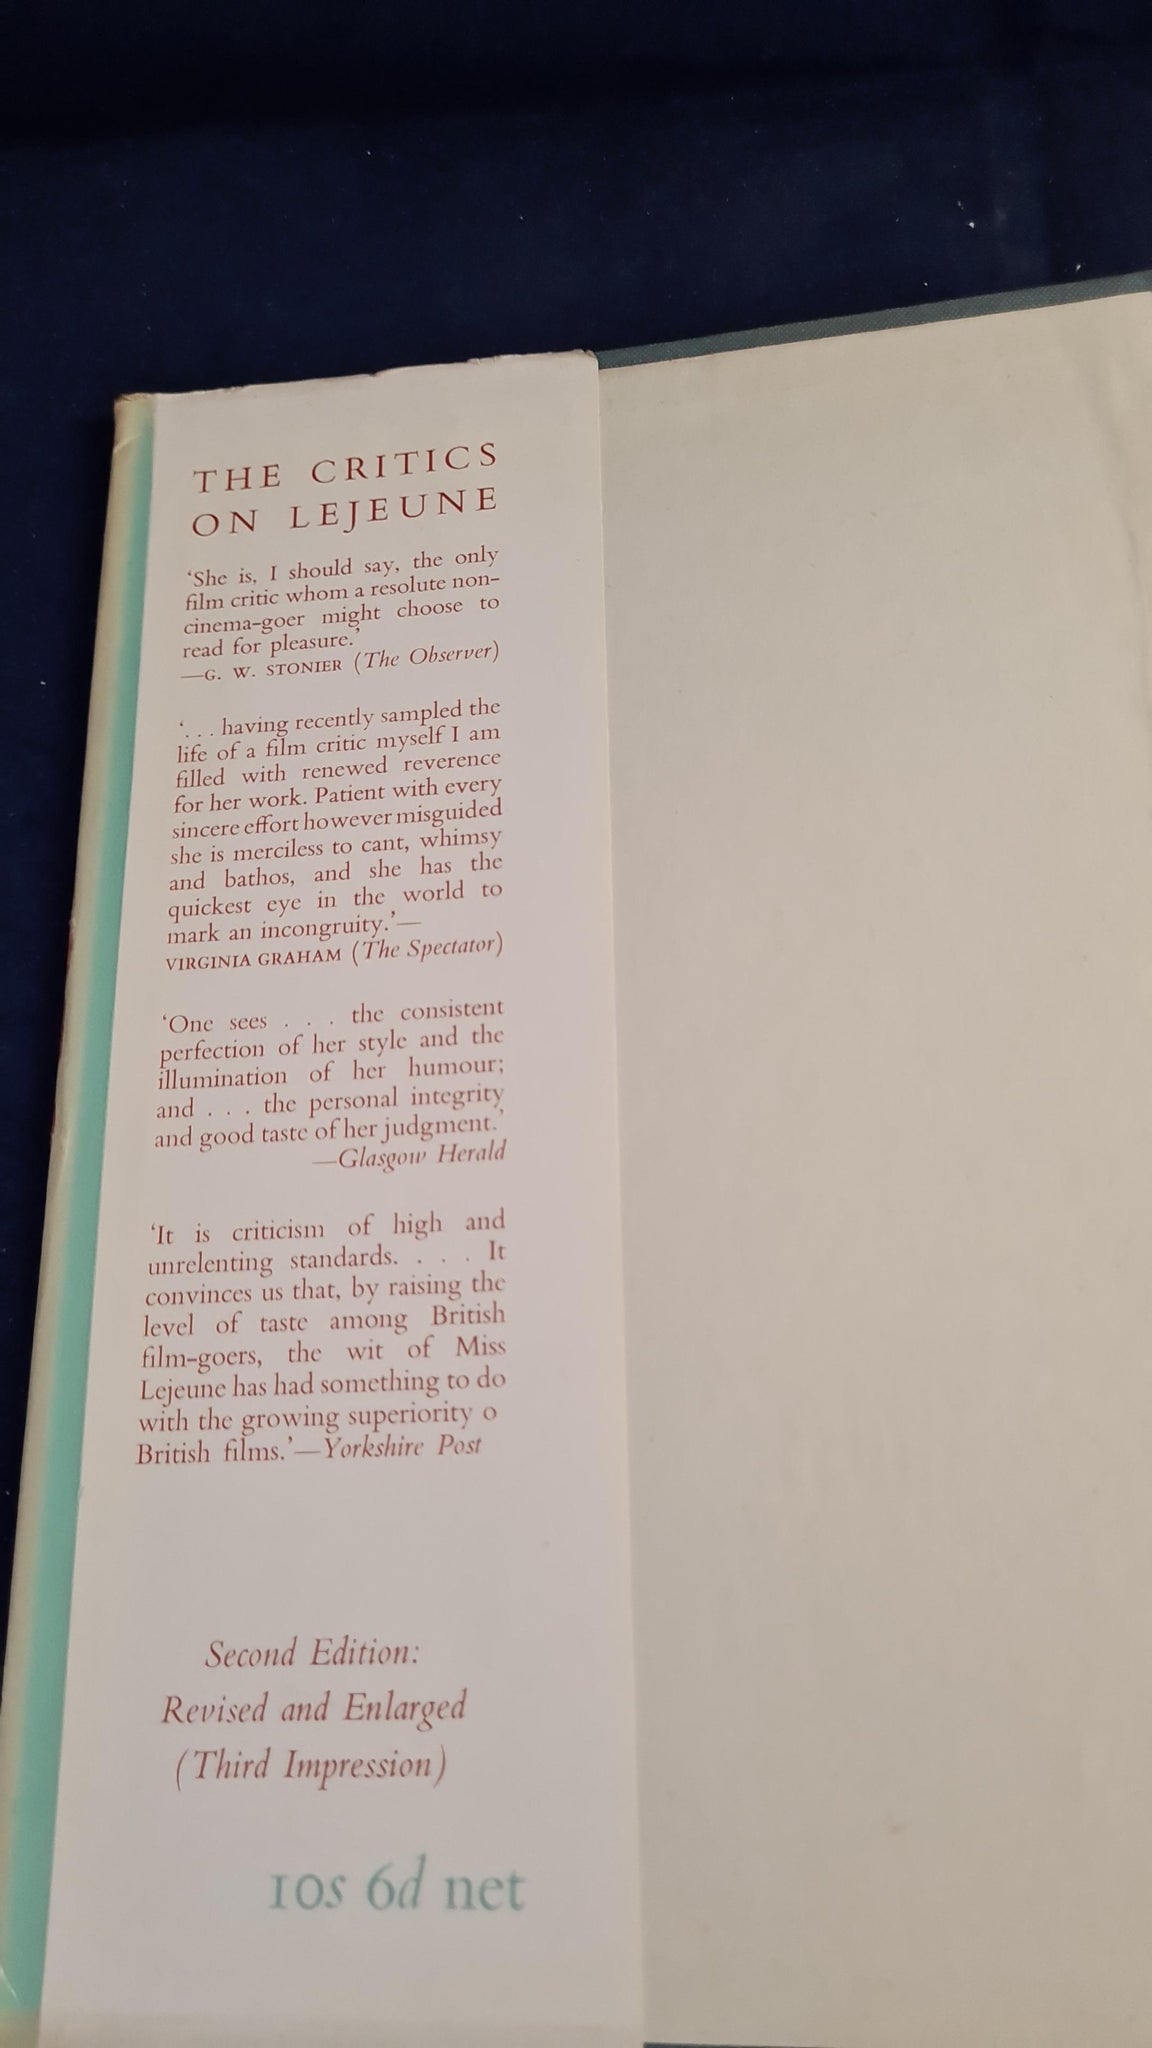 THE CRITICS
ON LEJEUNE
'She is, I should say, the only
film critic whom a resolute non-
cinema-goer might choose to
read for pleasure.'
—G. W. STONIER (The Observer)
'. . . having recently sampled the
life of a film critic myself I am
filled with renewed reverence
for her work. Patient with every
sincere effort however misguided
she is merciless to cant, whimsy
and bathos, and she has the
quickest eye in the world to
mark an incongruity.'—
VIRGINIA GRAHAM (The Spectator)
'One sees . . . the consistent
perfection of her style and the
illumination of her humour;
and . . . the personal integrity
and good taste of her judgment.'
—Glasgow Herald
'It is criticism of high and
unrelenting standards. . . . It
convinces us that, by raising the
level of taste among British
film-goers, the wit of Miss
Lejeune has had something to do
with the growing superiority o
British films.'—Yorkshire Post
Second Edition:
Revised and Enlarged
(Third Impression)
10s 6d net